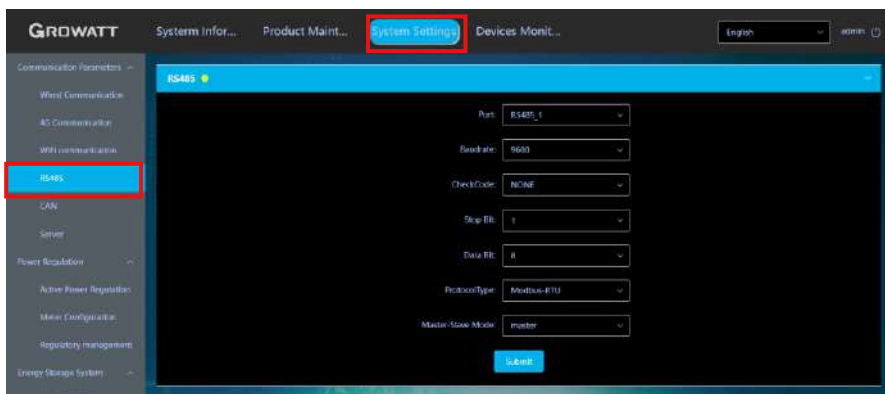 GROWATT
Systerm Infor...
Product Maint...
System Settings
Devices Monit...
English
admin
Communication Parameters
Wired Communication
4G Communication
WiFi communication
RS485
CAN
Server
Power Regulation
Active Power Regulation
Meter Configuration
Regulatory management
Energy Storage System
RS485
Port: RS485_1
Baudrate: 9600
CheckCode: NONE
Stop Bit: 1
Data Bit: 8
ProtocolType: Modbus-RTU
Master-Slave Mode: master
Submit